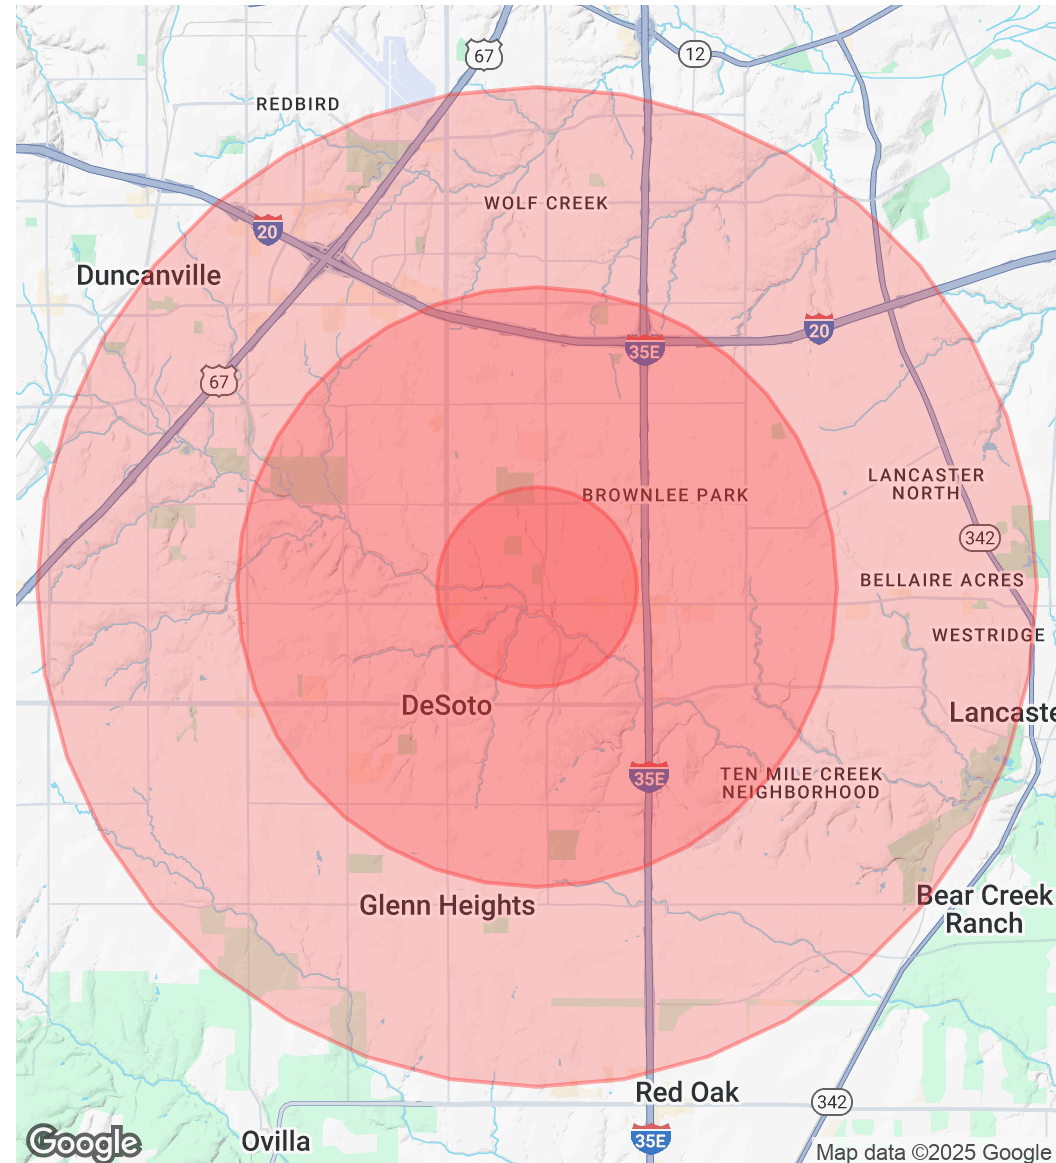 67
12
REDBIRD
WOLF CREEK
20
Duncanville
20
35E
67
LANCASTER
NORTH
BROWNLEE PARK
342
BELLAIRE ACRES
WESTRIDGE
DeSoto
Lancaste
35E
TEN MILE CREEK
NEIGHBORHOOD
Glenn Heights
Bear Creek
Ranch
Red Oak
342
Ovilla
35E
Google
Map data ©2025 Google